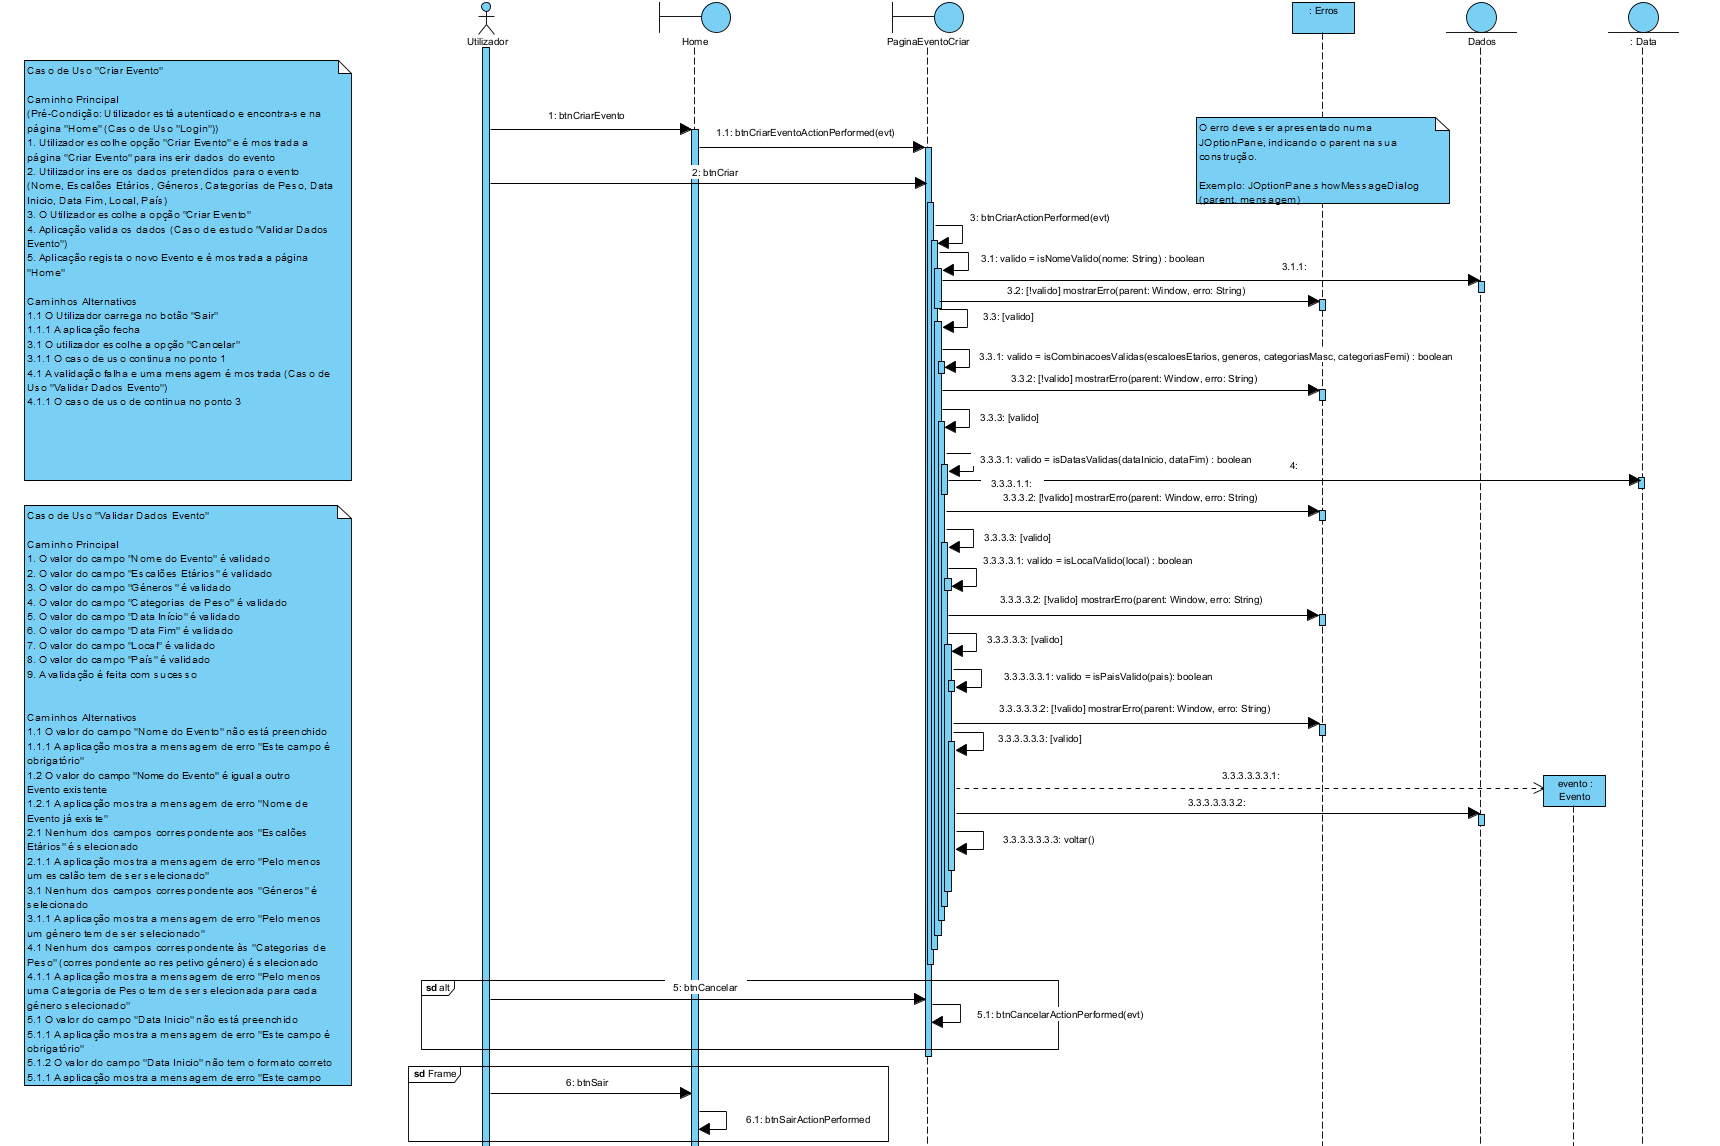 Utilizador
Home
PaginaEventoCriar
: Erros
Dados
: Data
Caso de Uso "Criar Evento"
Caminho Principal
(Pré-Condição: Utilizador está autenticado e encontra-se na
página "Home" (Caso de Uso "Login"))
1. Utilizador escolhe opção "Criar Evento" e é mostrada a
página "Criar Evento" para inserir dados do evento
2. Utilizador insere os dados pretendidos para o evento
(Nome, Escalões Etários, Géneros, Categorias de Peso, Data
Inicio, Data Fim, Local, País)
3. O Utilizador escolhe a opção "Criar Evento"
4. Aplicação valida os dados (Caso de estudo "Validar Dados
Evento")
5. Aplicação regista o novo Evento e é mostrada a página
"Home"
Caminhos Alternativos
1.1 O Utilizador carrega no botão "Sair"
1.1.1 A aplicação fecha
3.1 O utilizador escolhe a opção "Cancelar"
3.1.1 O caso de uso continua no ponto 1
4.1 A validação falha e uma mensagem é mostrada (Caso de
Uso "Validar Dados Evento")
4.1.1 O caso de uso de continua no ponto 3
Caso de Uso "Validar Dados Evento"
Caminho Principal
1. O valor do campo "Nome do Evento" é validado
2. O valor do campo "Escalões Etários" é validado
3. O valor do campo "Géneros" é validado
4. O valor do campo "Categorias de Peso" é validado
5. O valor do campo "Data Início" é validado
6. O valor do campo "Data Fim" é validado
7. O valor do campo "Local" é validado
8. O valor do campo "País" é validado
9. A validação é feita com sucesso
Caminhos Alternativos
1.1 O valor do campo "Nome do Evento" não está preenchido
1.1.1 A aplicação mostra a mensagem de erro "Este campo é
obrigatório"
1.2 O valor do campo "Nome do Evento" é igual a outro
Evento existente
1.2.1 A aplicação mostra a mensagem de erro "Nome de
Evento já existe"
2.1 Nenhum dos campos correspondente aos "Escalões
Etários" é selecionado
2.1.1 A aplicação mostra a mensagem de erro "Pelo menos
um escalão tem de ser selecionado"
3.1 Nenhum dos campos correspondente aos "Géneros" é
selecionado
3.1.1 A aplicação mostra a mensagem de erro "Pelo menos
um género tem de ser selecionado"
4.1 Nenhum dos campos correspondente às "Categorias de
Peso" (correspondente ao respetivo género) é selecionado
4.1.1 A aplicação mostra a mensagem de erro "Pelo menos
uma Categoria de Peso tem de ser selecionada para cada
género selecionado"
5.1 O valor do campo "Data Inicio" não está preenchido
5.1.1 A aplicação mostra a mensagem de erro "Este campo é
obrigatório"
5.1.2 O valor do campo "Data Inicio" não tem o formato correto
5.1.1 A aplicação mostra a mensagem de erro "Este campo
1: btnCriarEvento
1.1: btnCriarEventoActionPerformed(evt)
2: btnCriar
O erro deve ser apresentado numa
JOptionPane, indicando o parent na sua
construção.
Exemplo: JOptionPane.showMessageDialog
(parent, mensagem)
3: btnCriarActionPerformed(evt)
3.1: valido = isNomeValido(nome: String) : boolean
3.1.1:
3.2: [!valido] mostrarErro(parent: Window, erro: String)
3.3: [valido]
3.3.1: valido = isCombinacoesValidas(escaloesEtarios, generos, categoriasMasc, categoriasFemi) : boolean
3.3.2: [!valido] mostrarErro(parent: Window, erro: String)
3.3.3: [valido]
3.3.3.1: valido = isDatasValidas(dataInicio, dataFim) : boolean
4:
3.3.3.1.1:
3.3.3.2: [!valido] mostrarErro(parent: Window, erro: String)
3.3.3.3: [valido]
3.3.3.3.1: valido = isLocalValido(local) : boolean
3.3.3.3.2: [!valido] mostrarErro(parent: Window, erro: String)
3.3.3.3.3: [valido]
3.3.3.3.3.1: valido = isPaisValido(pais): boolean
3.3.3.3.3.2: [!valido] mostrarErro(parent: Window, erro: String)
3.3.3.3.3.3: [valido]
3.3.3.3.3.3.1:
evento :
Evento
3.3.3.3.3.3.2:
3.3.3.3.3.3.3: voltar()
sd alt
5: btnCancelar
5.1: btnCancelarActionPerformed(evt)
sd Frame
6: btnSair
6.1: btnSairActionPerformed